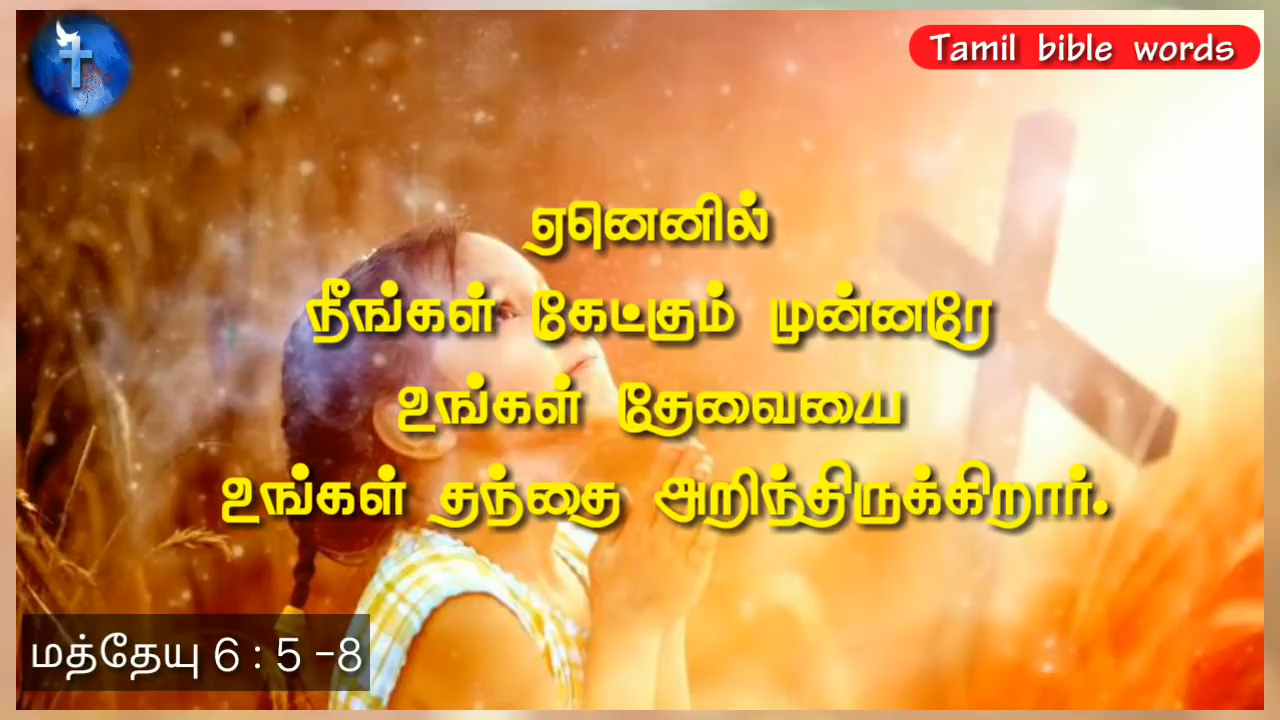 Tamil bible words
ஏனெனில்
நீங்கள் கேட்கும் முன்னரே
உங்கள் தேவையை
உங்கள் தந்தை அறிந்திருக்கிறார்.
மத்தேயு 6 : 5 -8